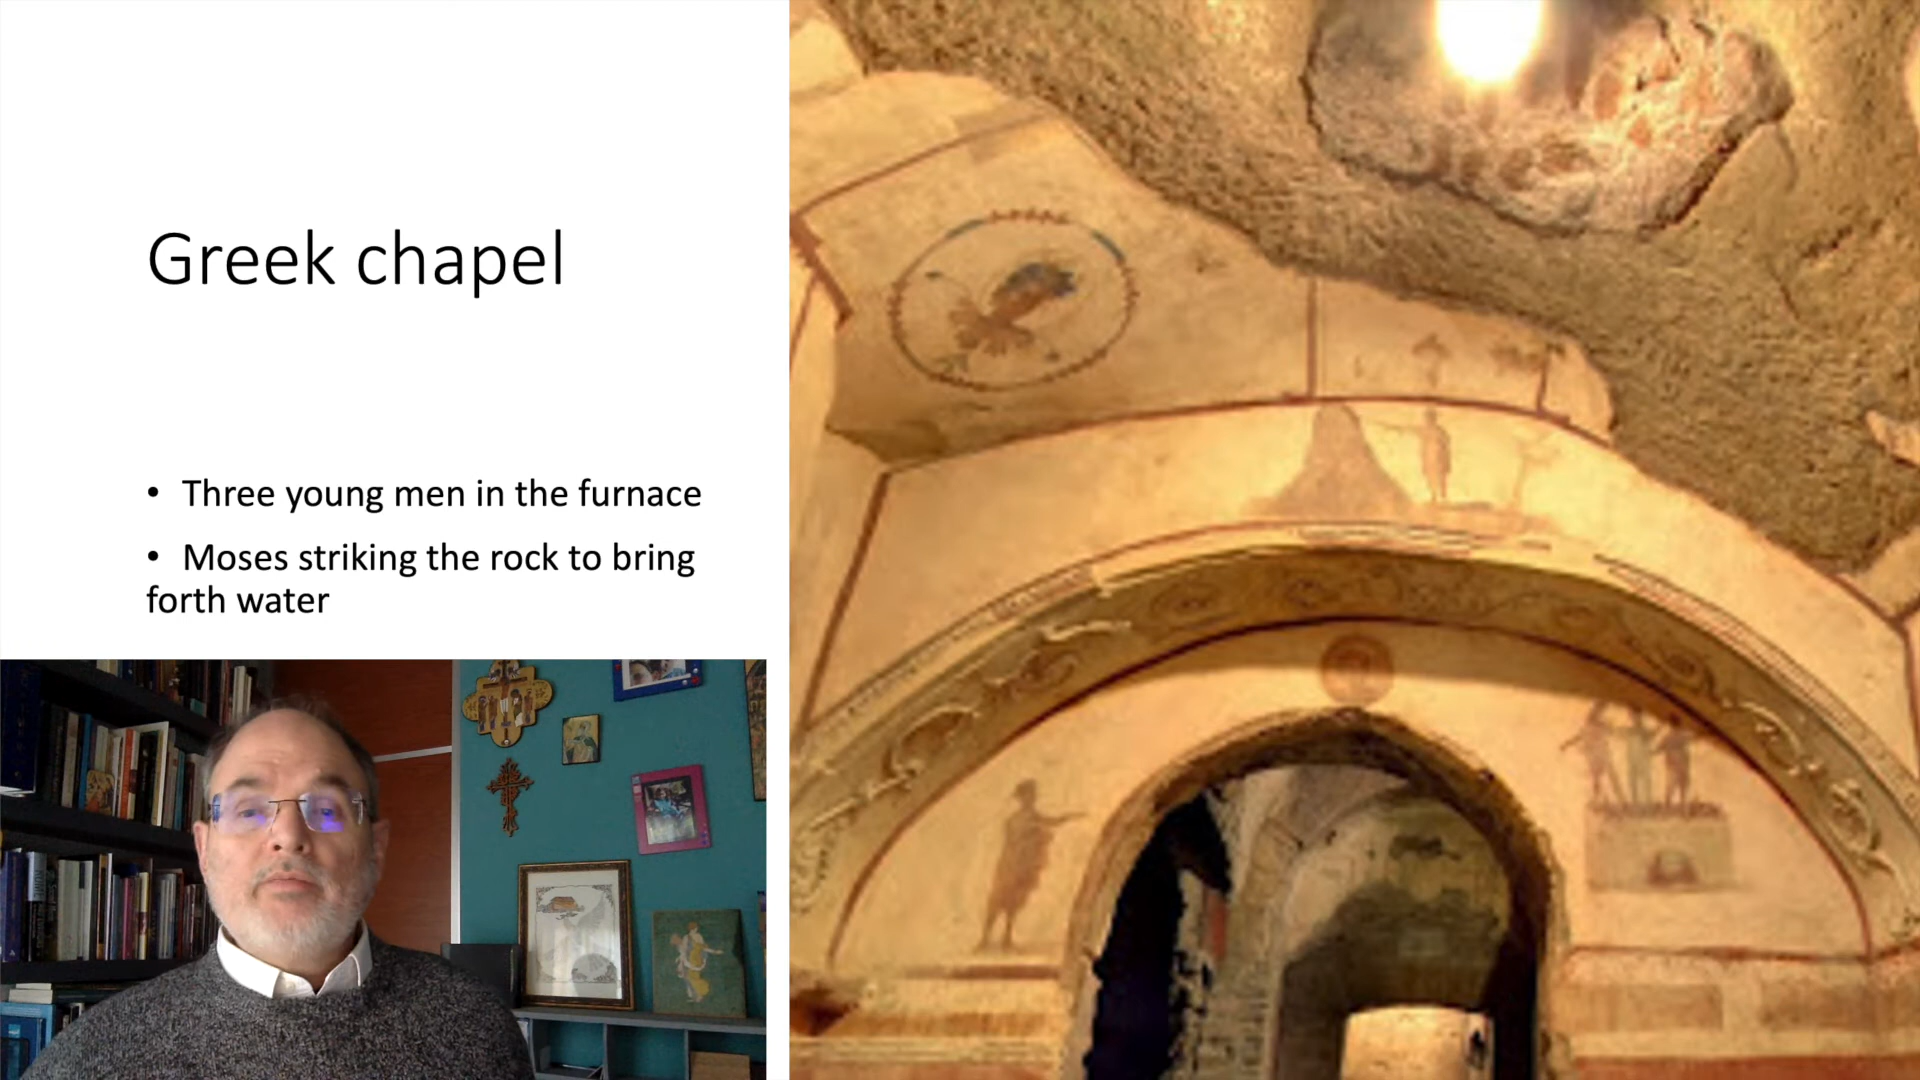 Greek chapel
• Three young men in the furnace
• Moses striking the rock to bring
forth water